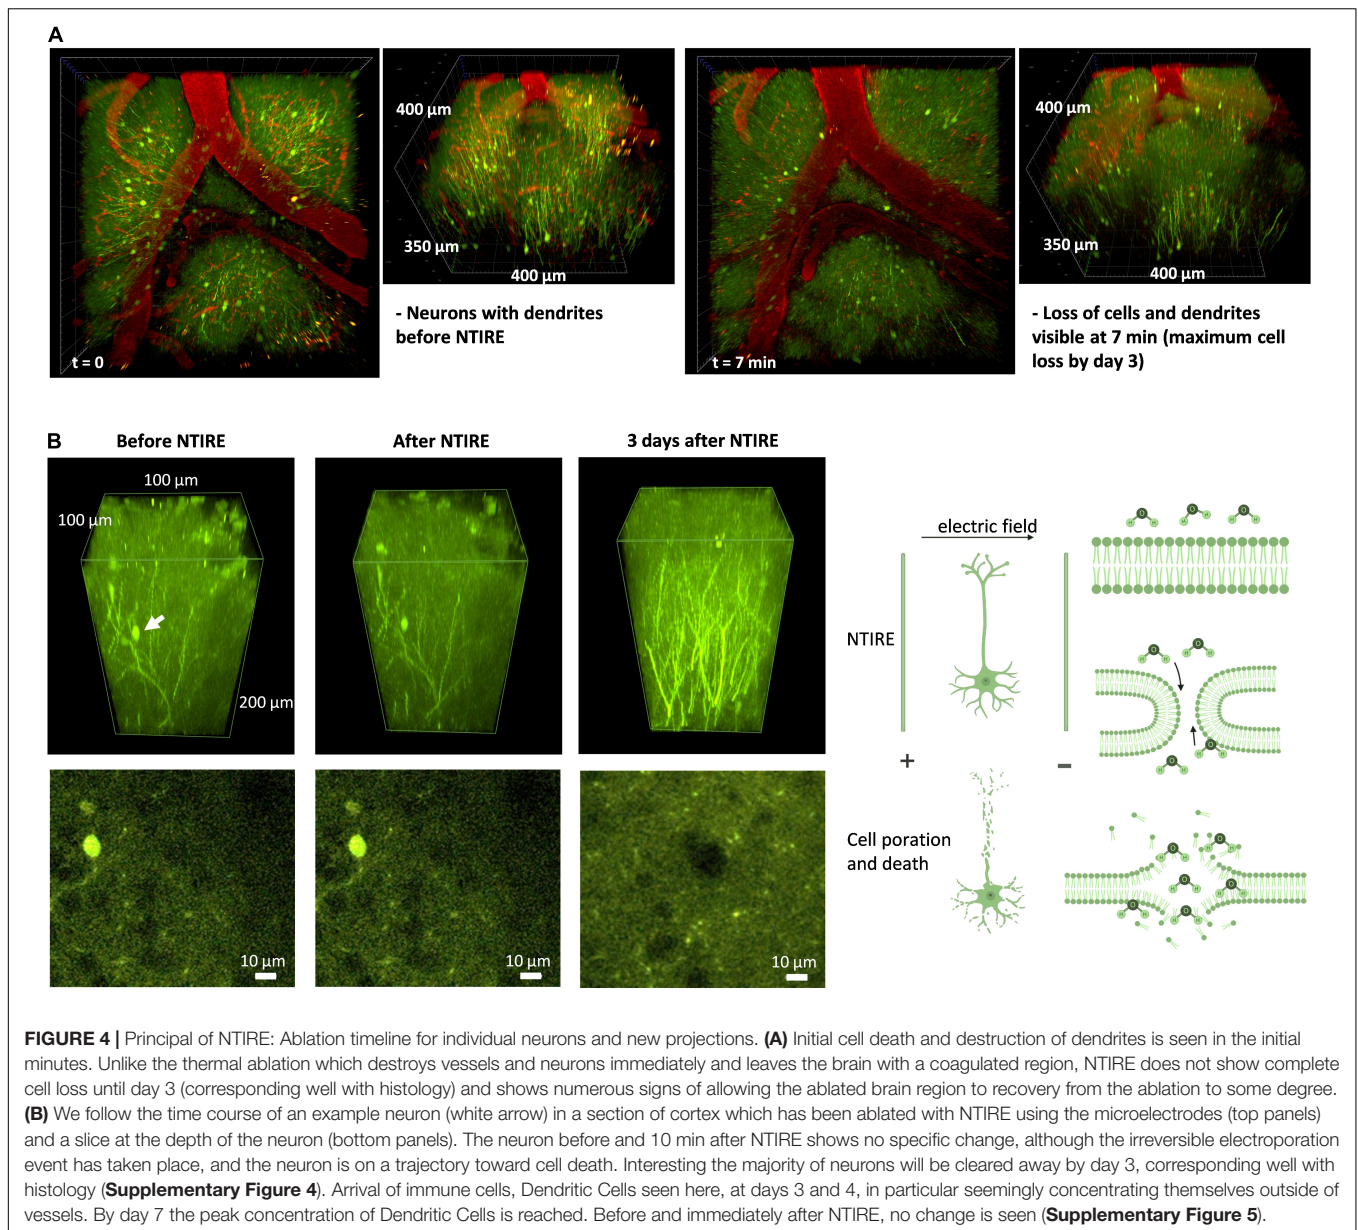 A
400 µm
350 µm
400 µm
t = 0
- Neurons with dendrites
before NTIRE
400 µm
350 µm
400 µm
t = 7 min
- Loss of cells and dendrites
visible at 7 min (maximum cell
loss by day 3)
B
Before NTIRE
After NTIRE
3 days after NTIRE
100 µm
100 µm
200 µm
10 µm
10 µm
10 µm
electric field
NTIRE
+
−
Cell poration
and death
O H H O H H O H H
O H H O H H
O H H O H H
O H H O H H O H H O H H O H H O H H
FIGURE 4 | Principal of NTIRE: Ablation timeline for individual neurons and new projections. (A) Initial cell death and destruction of dendrites is seen in the initial
minutes. Unlike the thermal ablation which destroys vessels and neurons immediately and leaves the brain with a coagulated region, NTIRE does not show complete
cell loss until day 3 (corresponding well with histology) and shows numerous signs of allowing the ablated brain region to recovery from the ablation to some degree.
(B) We follow the time course of an example neuron (white arrow) in a section of cortex which has been ablated with NTIRE using the microelectrodes (top panels)
and a slice at the depth of the neuron (bottom panels). The neuron before and 10 min after NTIRE shows no specific change, although the irreversible electroporation
event has taken place, and the neuron is on a trajectory toward cell death. Interesting the majority of neurons will be cleared away by day 3, corresponding well with
histology (Supplementary Figure 4). Arrival of immune cells, Dendritic Cells seen here, at days 3 and 4, in particular seemingly concentrating themselves outside of
vessels. By day 7 the peak concentration of Dendritic Cells is reached. Before and immediately after NTIRE, no change is seen (Supplementary Figure 5).